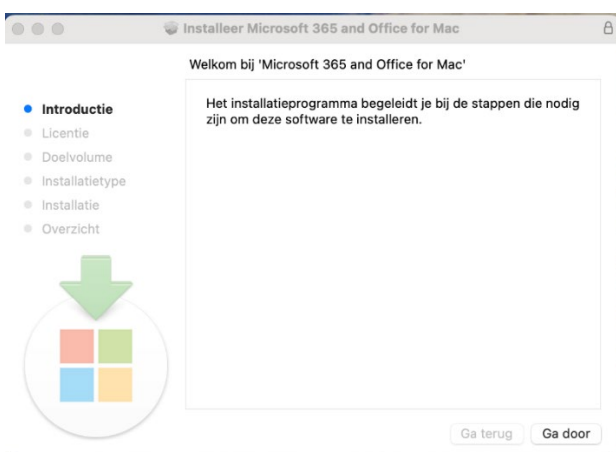 Installeer Microsoft 365 and Office for Mac
Welkom bij 'Microsoft 365 and Office for Mac'
Introductie
Licentie
Doelvolume
Installatietype
Installatie
Overzicht
Het installatieprogramma begeleidt je bij de stappen die nodig
zijn om deze software te installeren.
Ga terug
Ga door